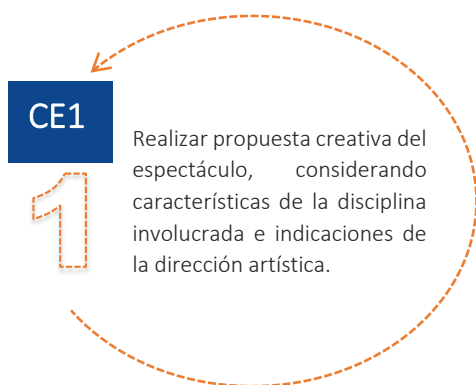 CE1
1
Realizar propuesta creativa del
espectáculo, considerando
características de la disciplina
involucrada e indicaciones de
la dirección artística.